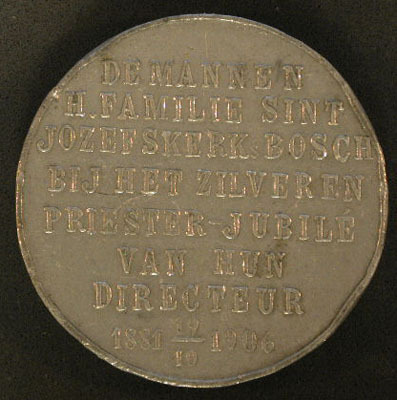 DE MANNEN
H. FAMILIE SINT
JOZEFSKERK: BOSCH
BIJ HET ZILVEREN
PRIESTER-JUBILÉ
VAN HUN
DIRECTEUR
1881 19/10 1906